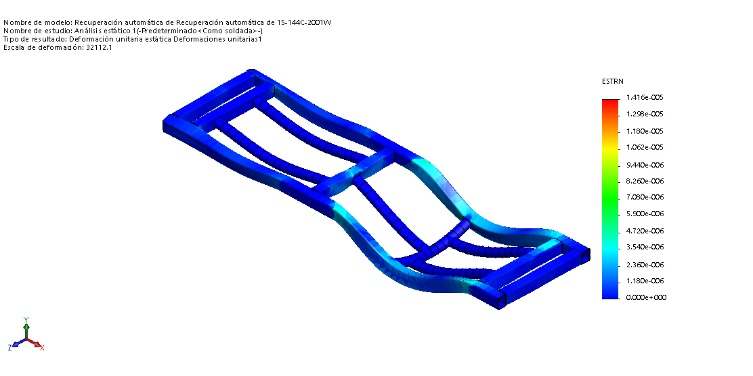 Nombre de modelo: Recuperación automática de Recuperación automática de 15-144C-2001W
Nombre de estudio: Análisis estático 1(-Predeterminado<Como soldada>-)
Tipo de resultado: Deformación unitaria estática Deformaciones unitarias1
Escala de deformación: 32112.1
ESTRN
1.416e-005
1.298e-005
1.180e-005
1.062e-005
9.440e-006
8.260e-006
7.080e-006
5.900e-006
4.720e-006
3.540e-006
2.360e-006
1.180e-006
0.000e+000
Y
Z
X